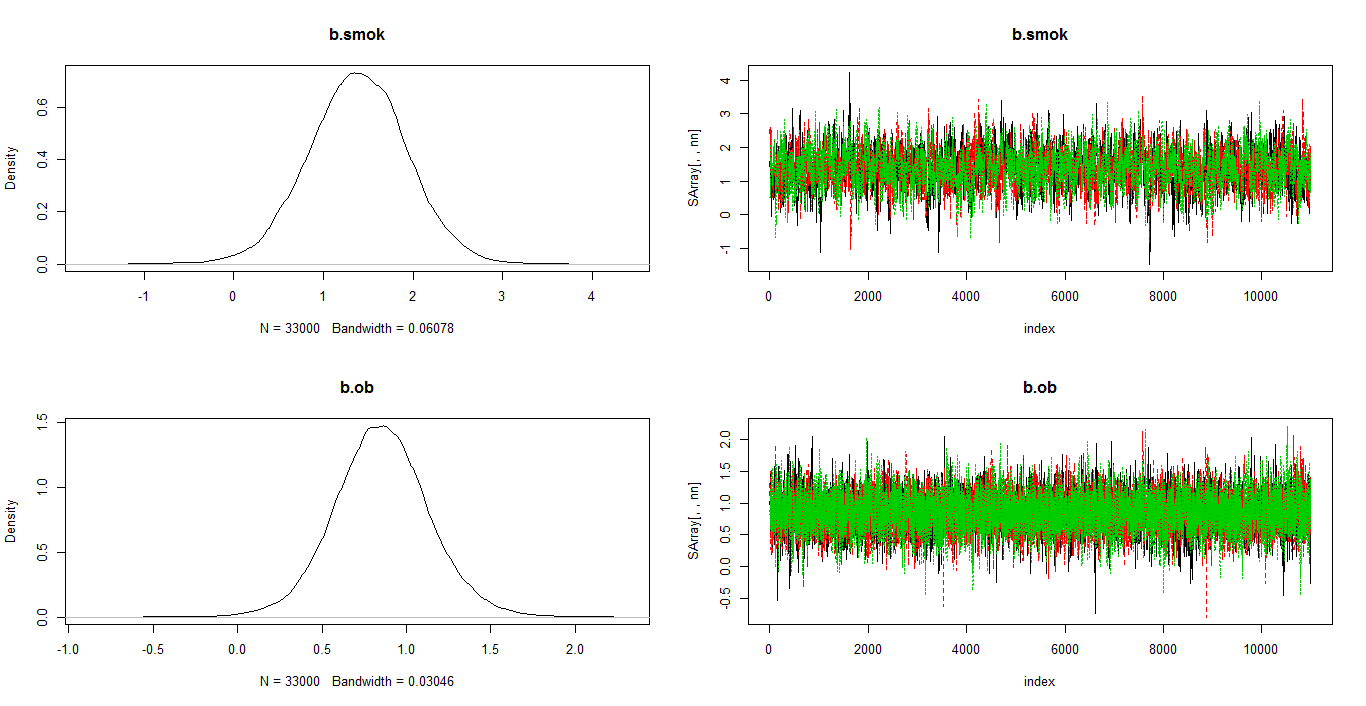 b.smok
Density
0.0 0.2 0.4 0.6
-1 0 1 2 3 4
N = 33000 Bandwidth = 0.06078
b.smok
SArray[, , nn]
-1 0 1 2 3 4
0 2000 4000 6000 8000 10000
index
b.ob
Density
0.0 0.5 1.0 1.5
-1.0 -0.5 0.0 0.5 1.0 1.5 2.0
N = 33000 Bandwidth = 0.03046
b.ob
SArray[, , nn]
-0.5 0.0 0.5 1.0 1.5 2.0
0 2000 4000 6000 8000 10000
index